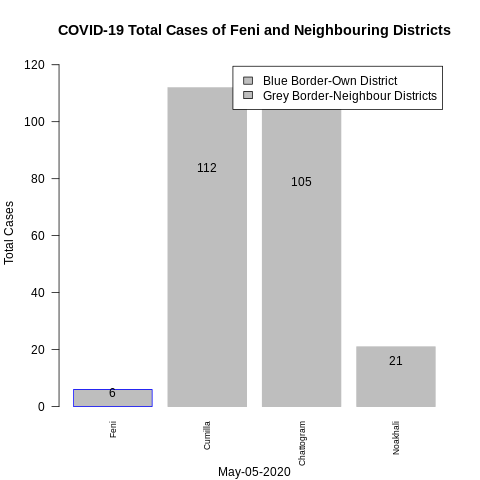 COVID-19 Total Cases of Feni and Neighbouring Districts
Total Cases
120
100
80
60
40
20
0
Blue Border-Own District
Grey Border-Neighbour Districts
6
112
105
21
Feni
Cumilla
Chattogram
Noakhali
May-05-2020